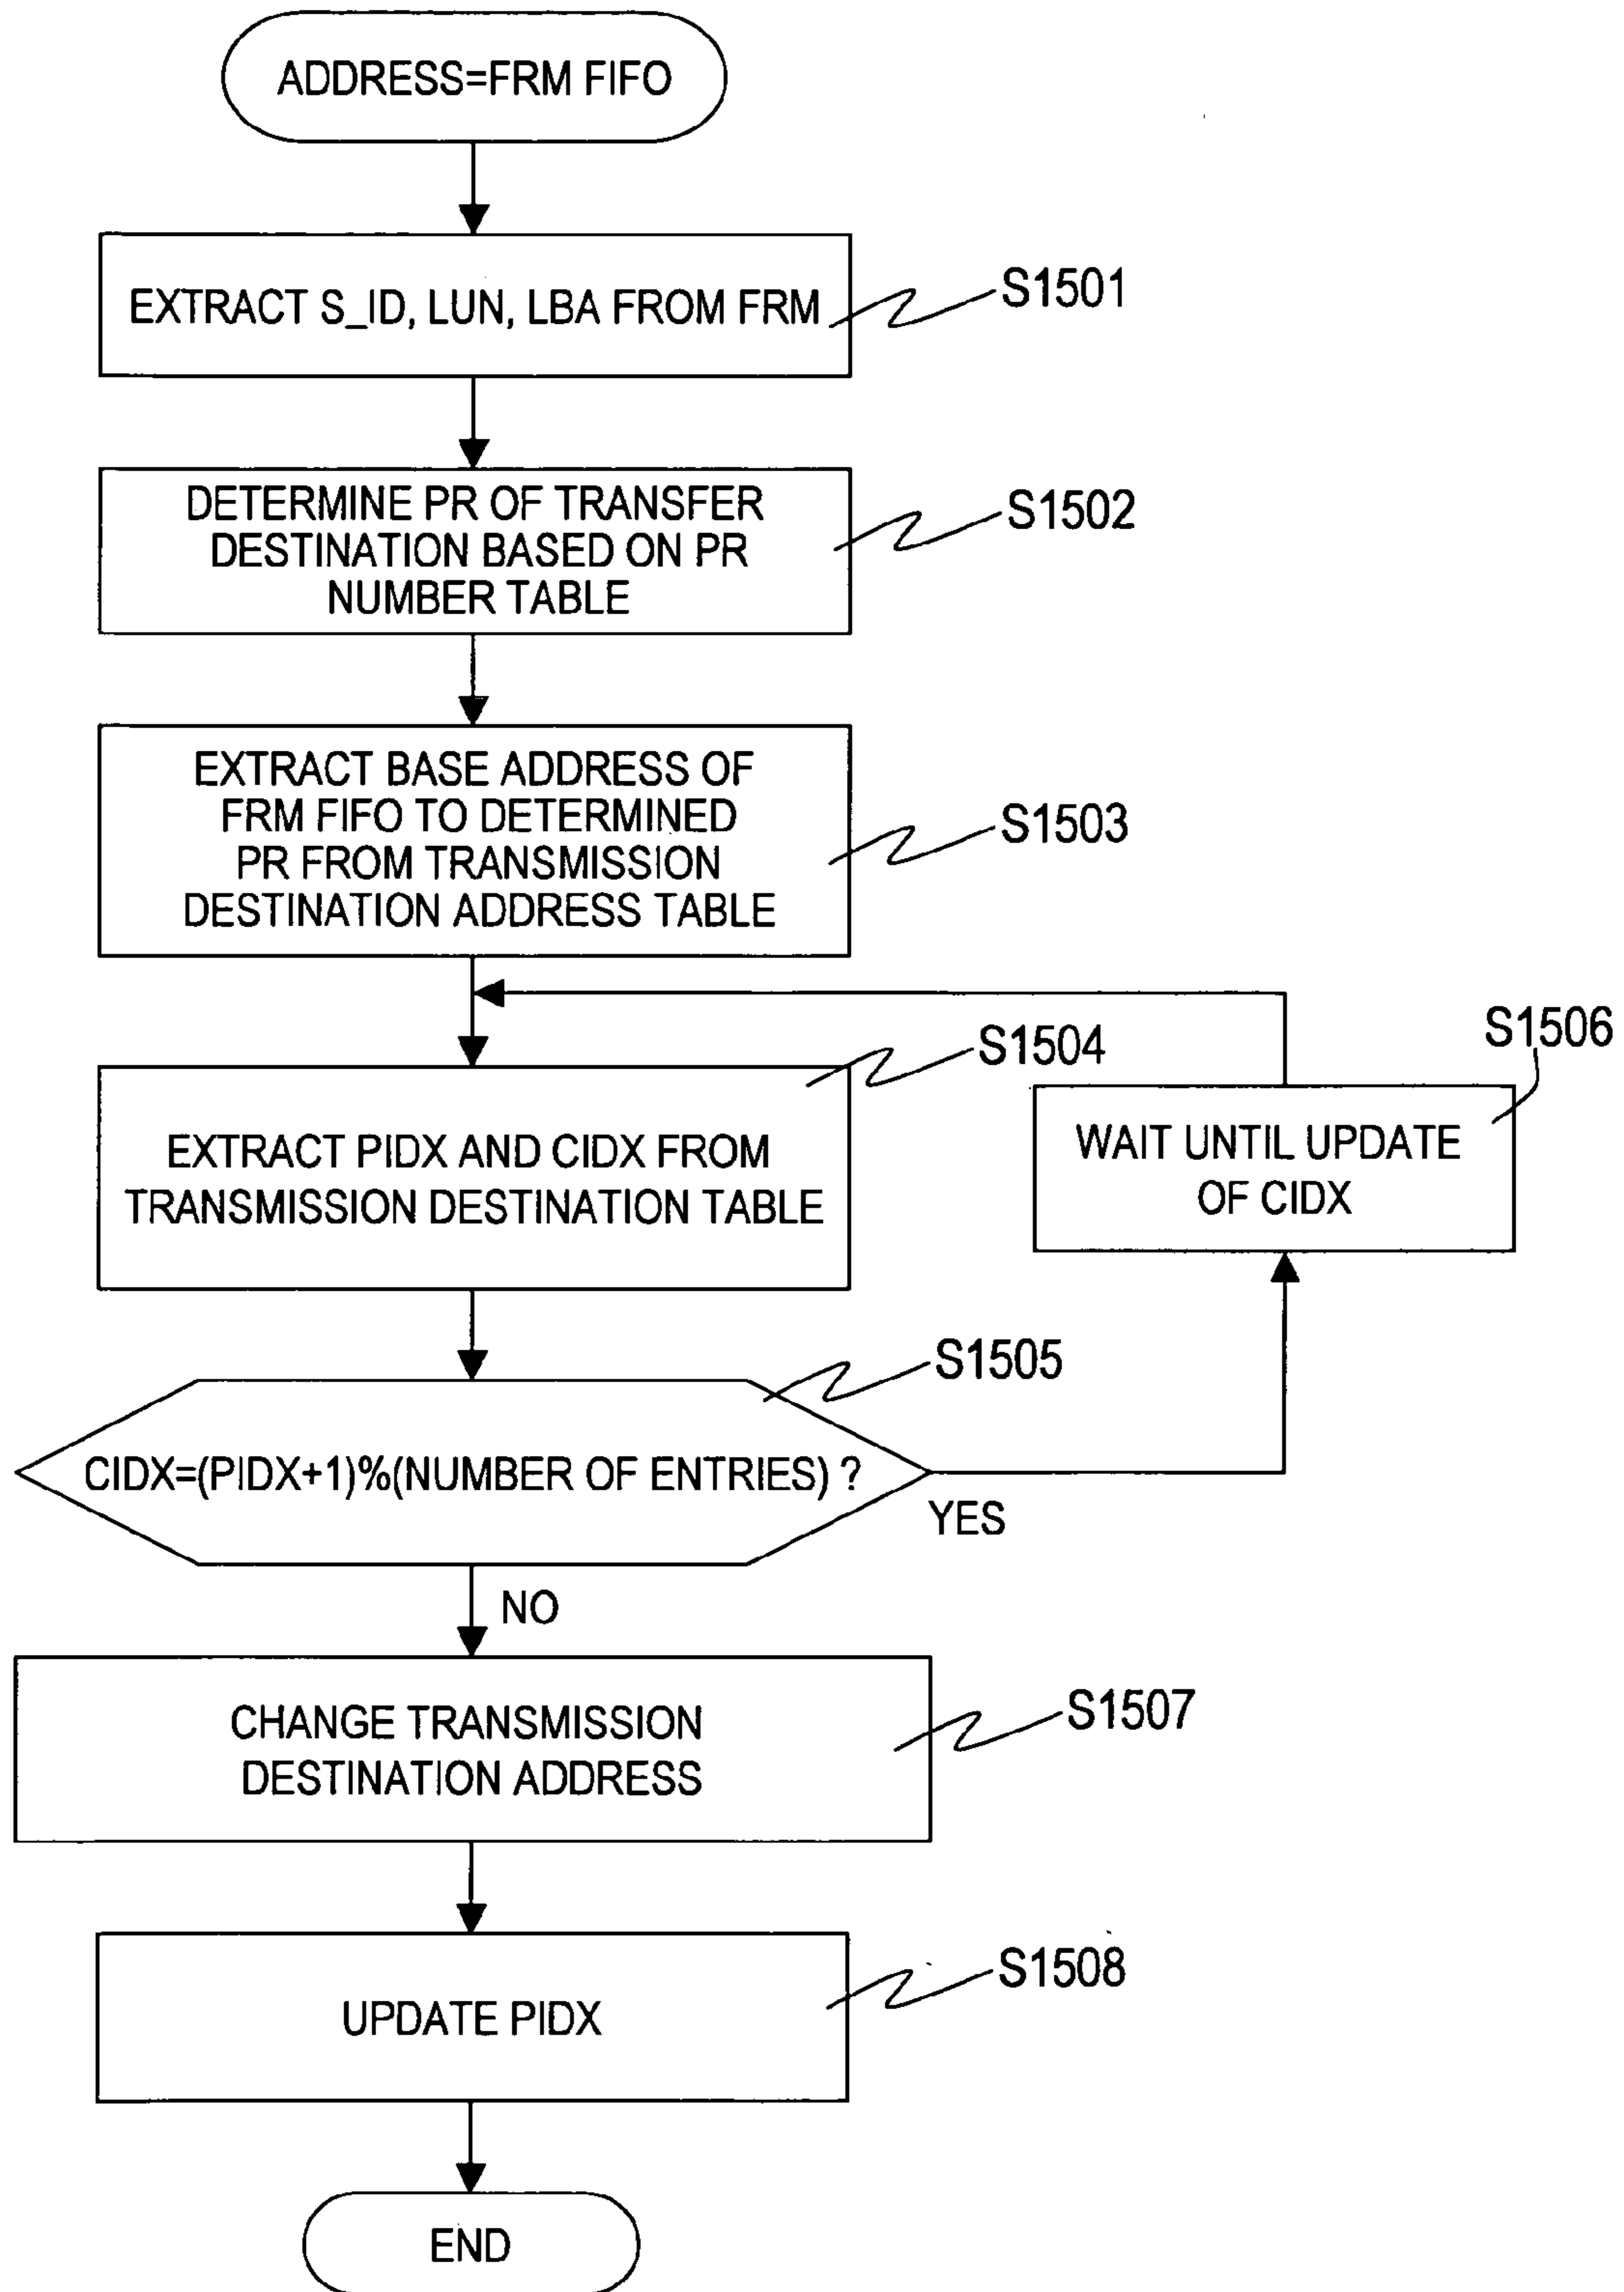 ADDRESS=FRM FIFO
EXTRACT S_ID, LUN, LBA FROM FRM
S1501
DETERMINE PR OF TRANSFER
DESTINATION BASED ON PR
NUMBER TABLE
S1502
EXTRACT BASE ADDRESS OF
FRM FIFO TO DETERMINED
PR FROM TRANSMISSION
DESTINATION ADDRESS TABLE
S1503
EXTRACT PIDX AND CIDX FROM
TRANSMISSION DESTINATION TABLE
S1504
WAIT UNTIL UPDATE
OF CIDX
S1506
CIDX=(PIDX+1)%(NUMBER OF ENTRIES) ?
S1505
YES
NO
CHANGE TRANSMISSION
DESTINATION ADDRESS
S1507
UPDATE PIDX
S1508
END